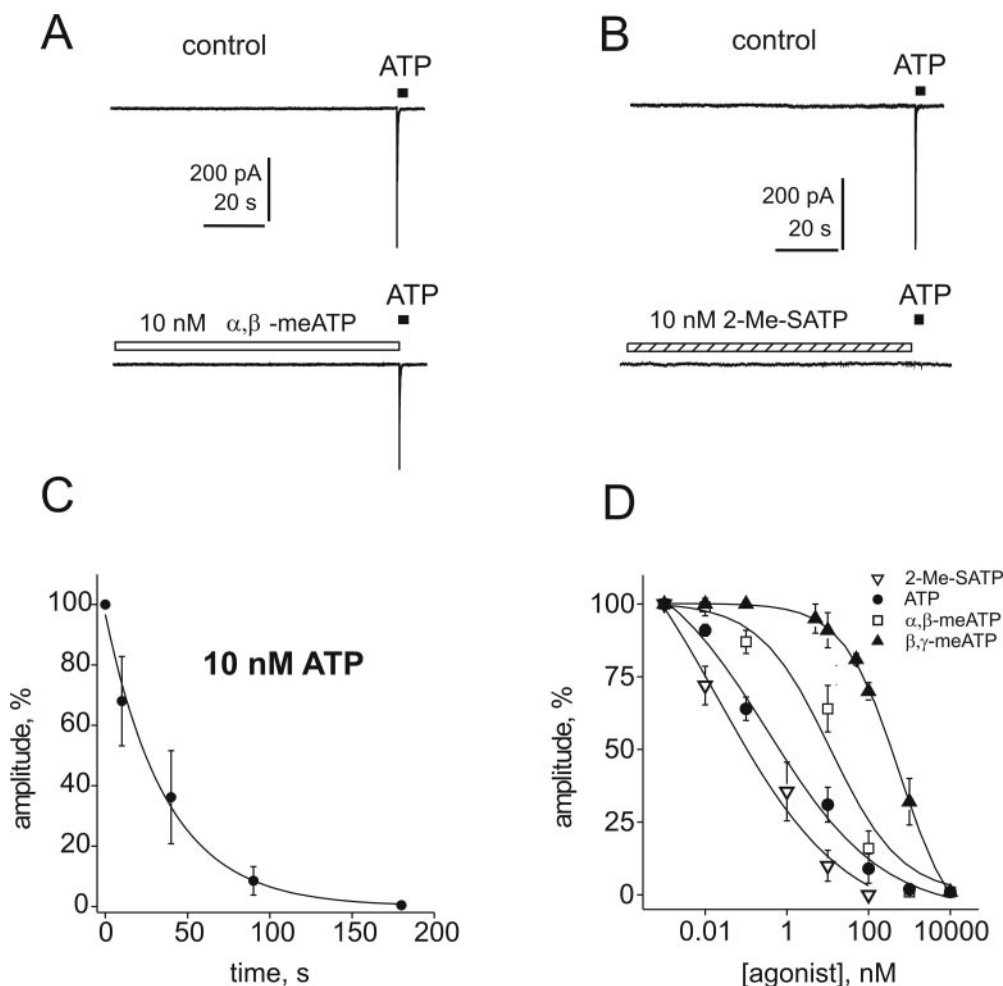 A
control
ATP
200 pA
20 s
ATP
10 nM α,β -meATP
B
control
ATP
200 pA
20 s
ATP
10 nM 2-Me-SATP
C
100
80
60
40
20
0
amplitude, %
10 nM ATP
0 50 100 150 200
time, s
D
2-Me-SATP
ATP
α,β-meATP
β,γ-meATP
100
75
50
25
0
amplitude, %
0.01 1 100 10000
[agonist], nM